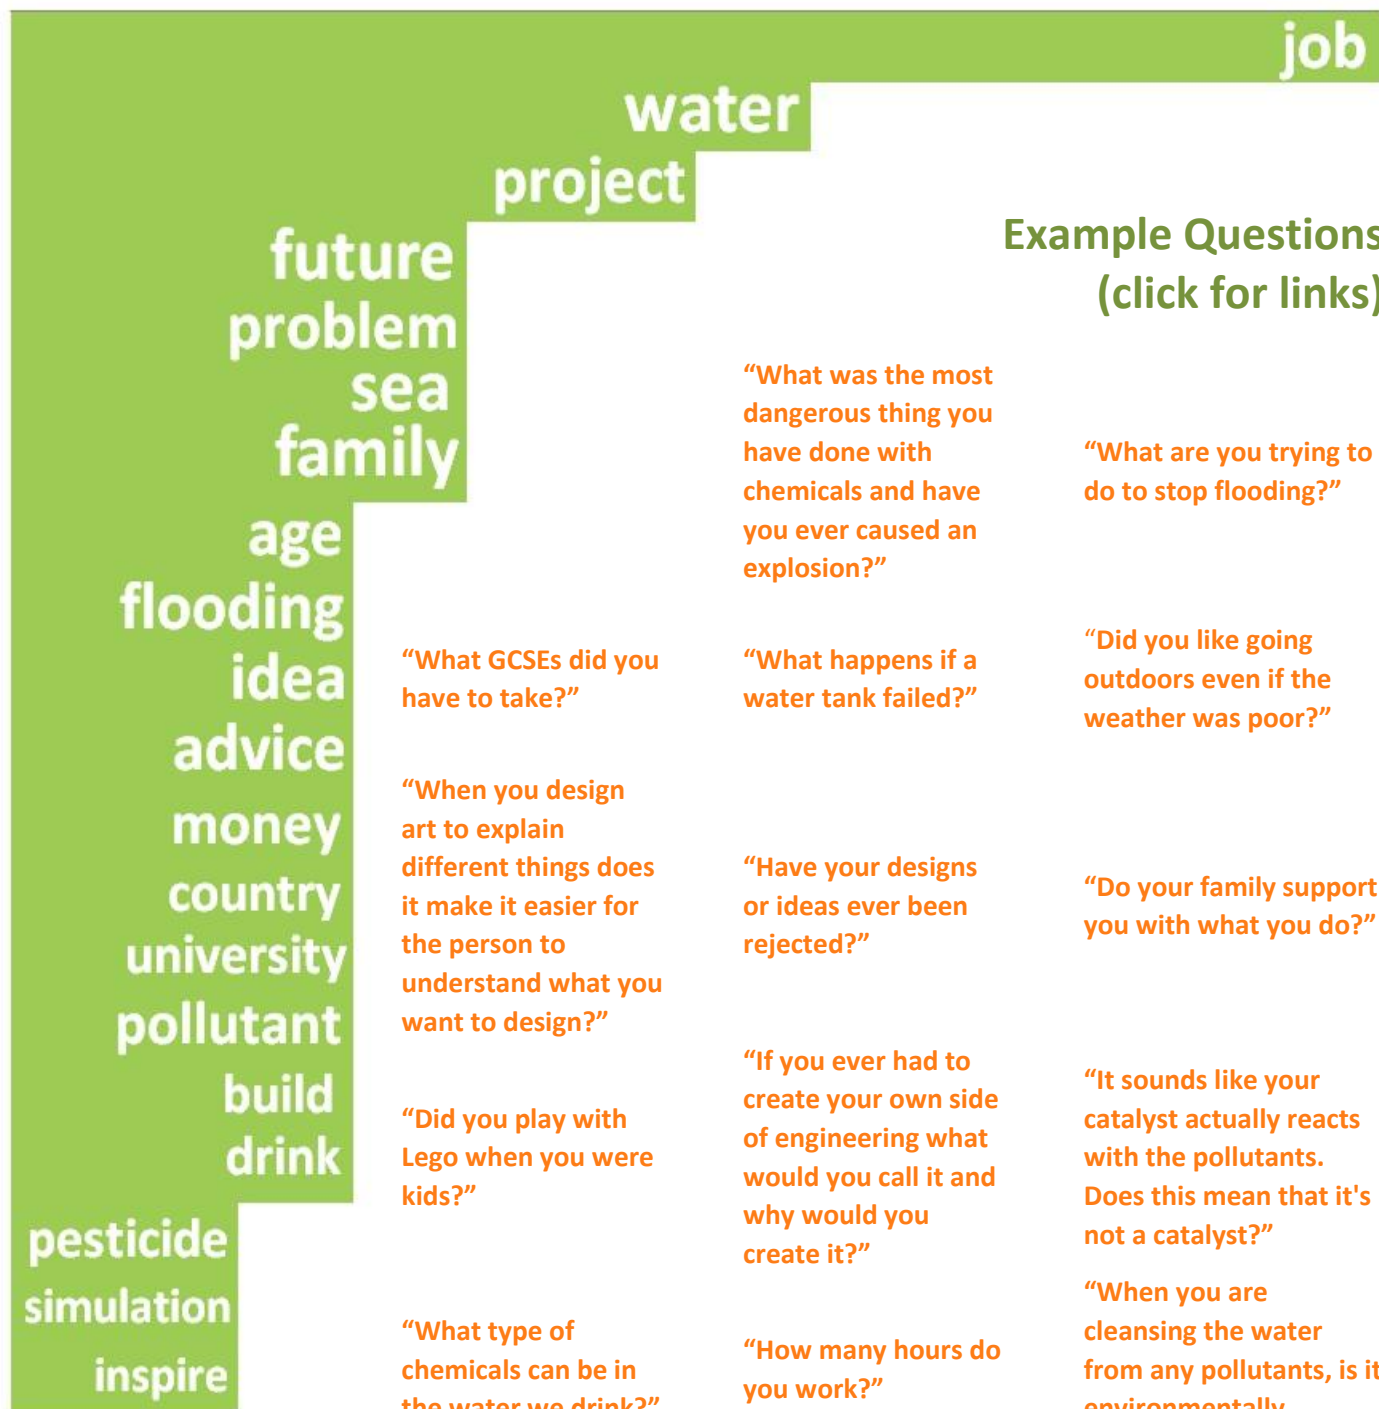 job
water
project
future
problem
sea
family
age
flooding
idea
advice
money
country
university
pollutant
build
drink
pesticide
simulation
inspire
Example Questions
(click for links)
“What GCSEs did you
have to take?”
“When you design
art to explain
different things does
it make it easier for
the person to
understand what you
want to design?”
“Did you play with
Lego when you were
kids?”
“What type of
chemicals can be in
the water we drink?”
“What was the most
dangerous thing you
have done with
chemicals and have
you ever caused an
explosion?”
“What happens if a
water tank failed?”
“Have your designs
or ideas ever been
rejected?”
“If you ever had to
create your own side
of engineering what
would you call it and
why would you
create it?”
“How many hours do
you work?”
“What are you trying to
do to stop flooding?”
“Did you like going
outdoors even if the
weather was poor?”
“Do your family support
you with what you do?”
“It sounds like your
catalyst actually reacts
with the pollutants.
Does this mean that it's
not a catalyst?”
“When you are
cleansing the water
from any pollutants, is it
environmentally